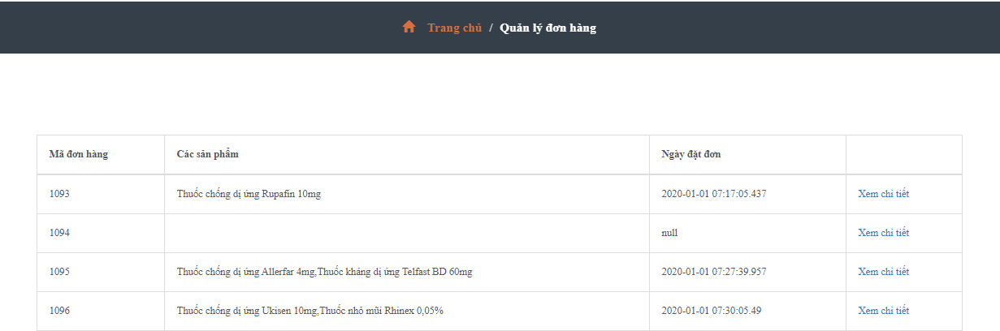 Trang chủ / Quản lý đơn hàng
Mã đơn hàng Các sản phẩm Ngày đặt đơn
1093 Thuốc chống dị ứng Rupafin 10mg 2020-01-01 07:17:05.437 Xem chi tiết
1094 null Xem chi tiết
1095 Thuốc chống dị ứng Allerfar 4mg,Thuốc kháng dị ứng Telfast BD 60mg 2020-01-01 07:27:39.957 Xem chi tiết
1096 Thuốc chống dị ứng Ukisen 10mg,Thuốc nhỏ mũi Rhinex 0,05% 2020-01-01 07:30:05.49 Xem chi tiết